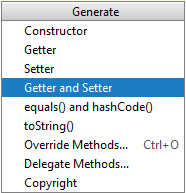 Generate
Constructor
Getter
Setter
Getter and Setter
equals() and hashCode()
toString()
Override Methods... Ctrl+O
Delegate Methods...
Copyright